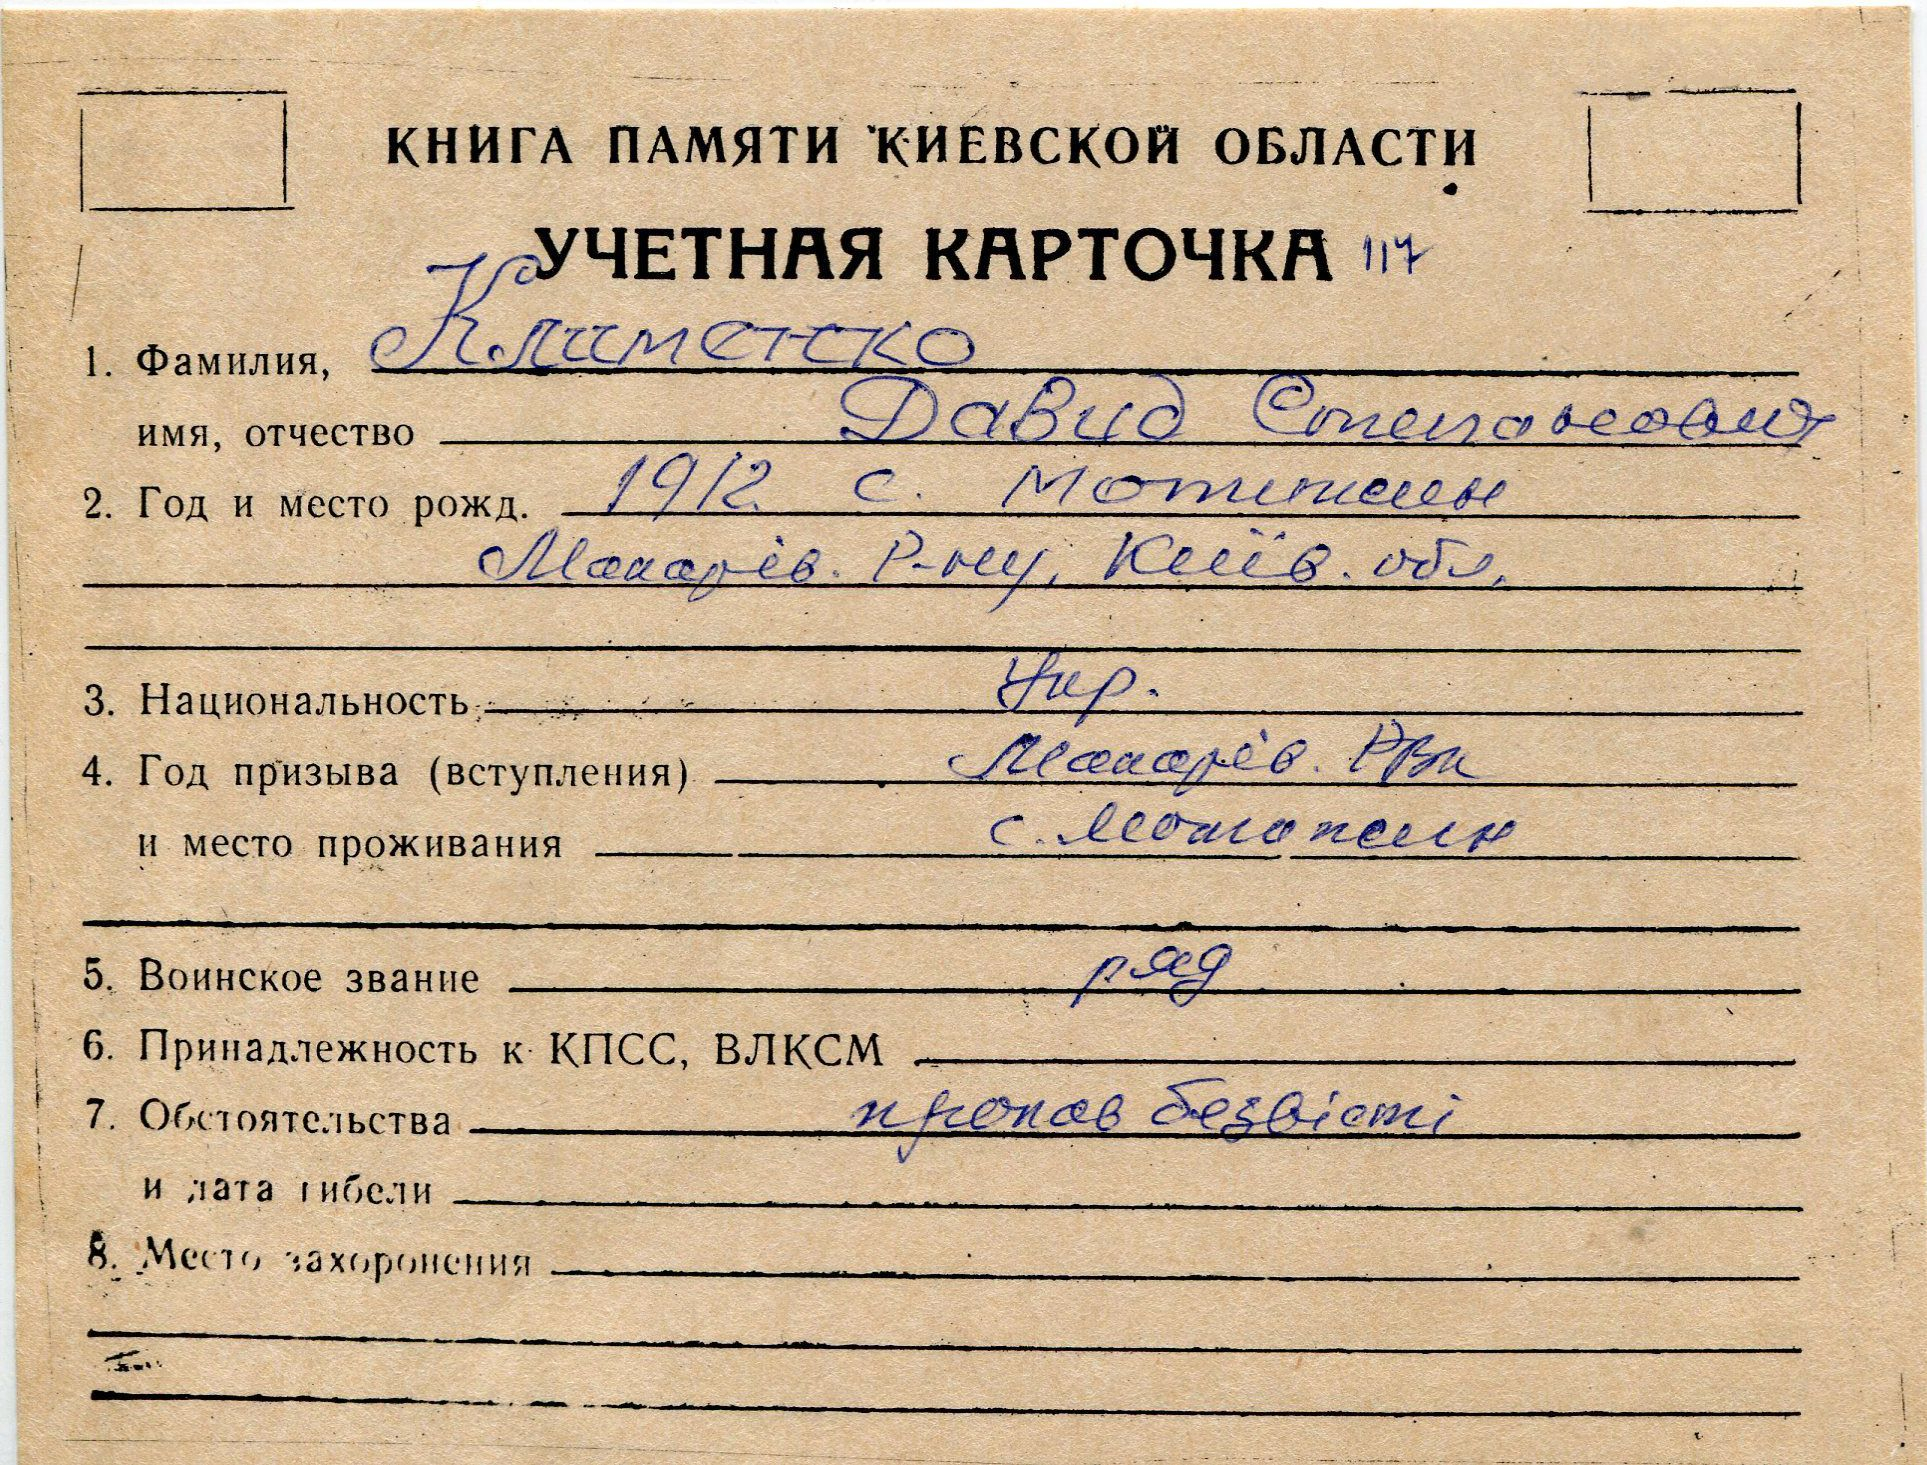 КНИГА ПАМЯТИ КИЕВСКОЙ ОБЛАСТИ
УЧЕТНАЯ КАРТОЧКА 117
1. Фамилия, Клименко
имя, отчество Давид Степанович
2. Год и место рожд. 1912 с. Мотижин
Макарів. р-ну, Київ. обл.
3. Национальность Укр.
4. Год призыва (вступления) Макарів. РВк
и место проживания с. Мотижин
5. Воинское звание ряд
6. Принадлежность к КПСС, ВЛКСМ
7. Обстоятельства пропав безвісті
и дата гибели
8. Место захоронения